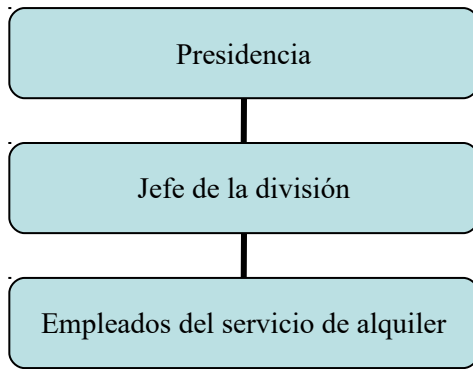 Presidencia
Jefe de la división
Empleados del servicio de alquiler